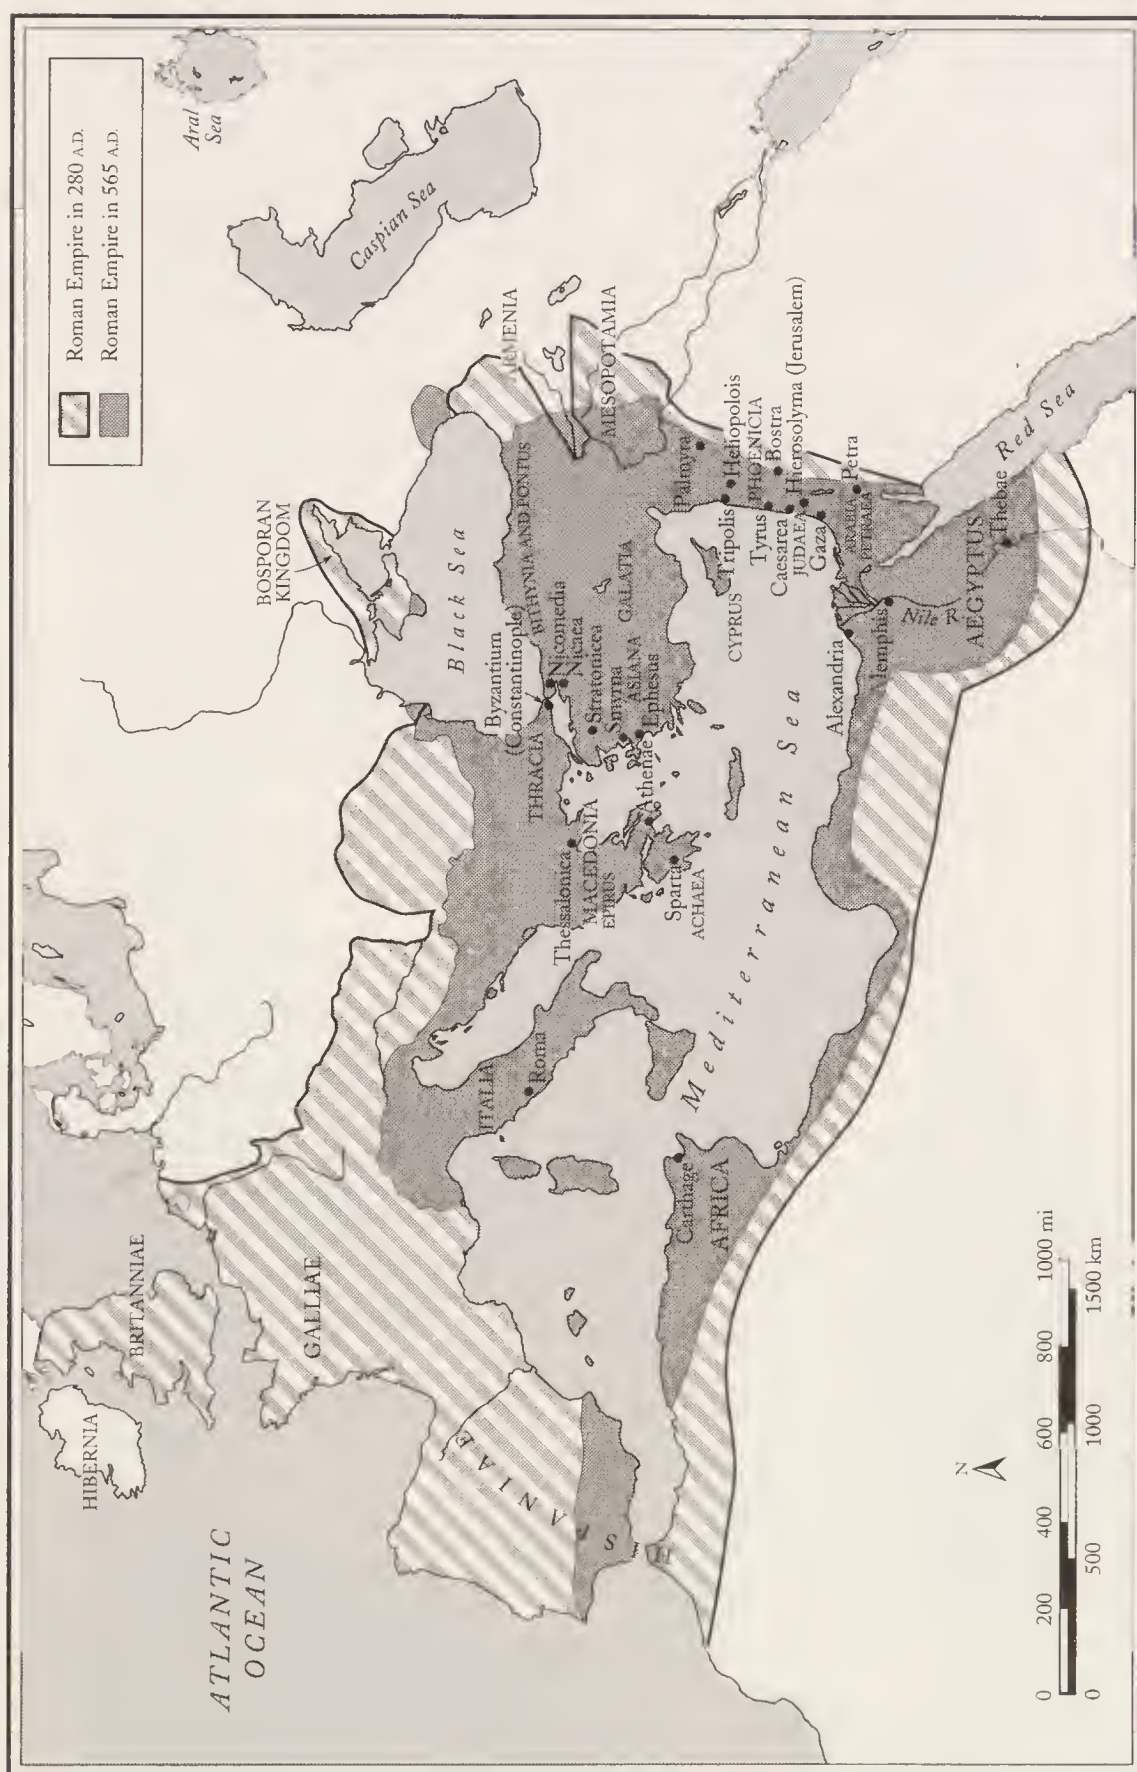 Roman Empire in 280 A.D.
Roman Empire in 565 A.D.
Aral
Sea
Caspian Sea
ARMENIA
MESOPOTAMIA
BOSPORAN
KINGDOM
Black Sea
BITHYNIA AND PONTUS
Byzantium
(Constantinople)
Nicomedia
Nicaea
GALATIA
Stratonicea
Smyrna
ASIANA
Ephesus
THRACIA
Thessalonica
MACEDONIA
EPIRUS
Athenae
Sparta
ACHAEA
Palmyra
Heliopolois
Tripolis
PHOENICIA
Bostra
Tyrus
Caesarea
Hierosolyma (Jerusalem)
JUDAEA
Gaza
Petra
ARABIA
PETRAEA
CYPRUS
Alexandria
Memphis
Nile R.
AEGYPTUS
Thebae
Red Sea
Mediterranean Sea
ITALIA
Roma
Carthage
AFRICA
BRITANNIAE
HIBERNIA
GALLIAE
HISPANIAE
ATLANTIC
OCEAN
N
0 200 400 600 800 1000 mi
0 500 1000 1500 km